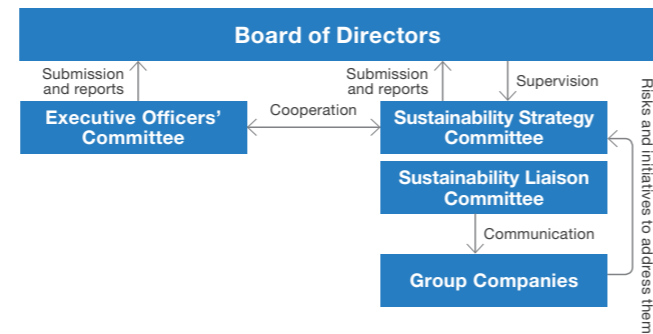 Board of Directors
Submission
and reports
Submission
and reports
Supervision
Executive Officers’
Committee
Cooperation
Sustainability Strategy
Committee
Sustainability Liaison
Committee
Communication
Group Companies
Risks and initiatives to address them